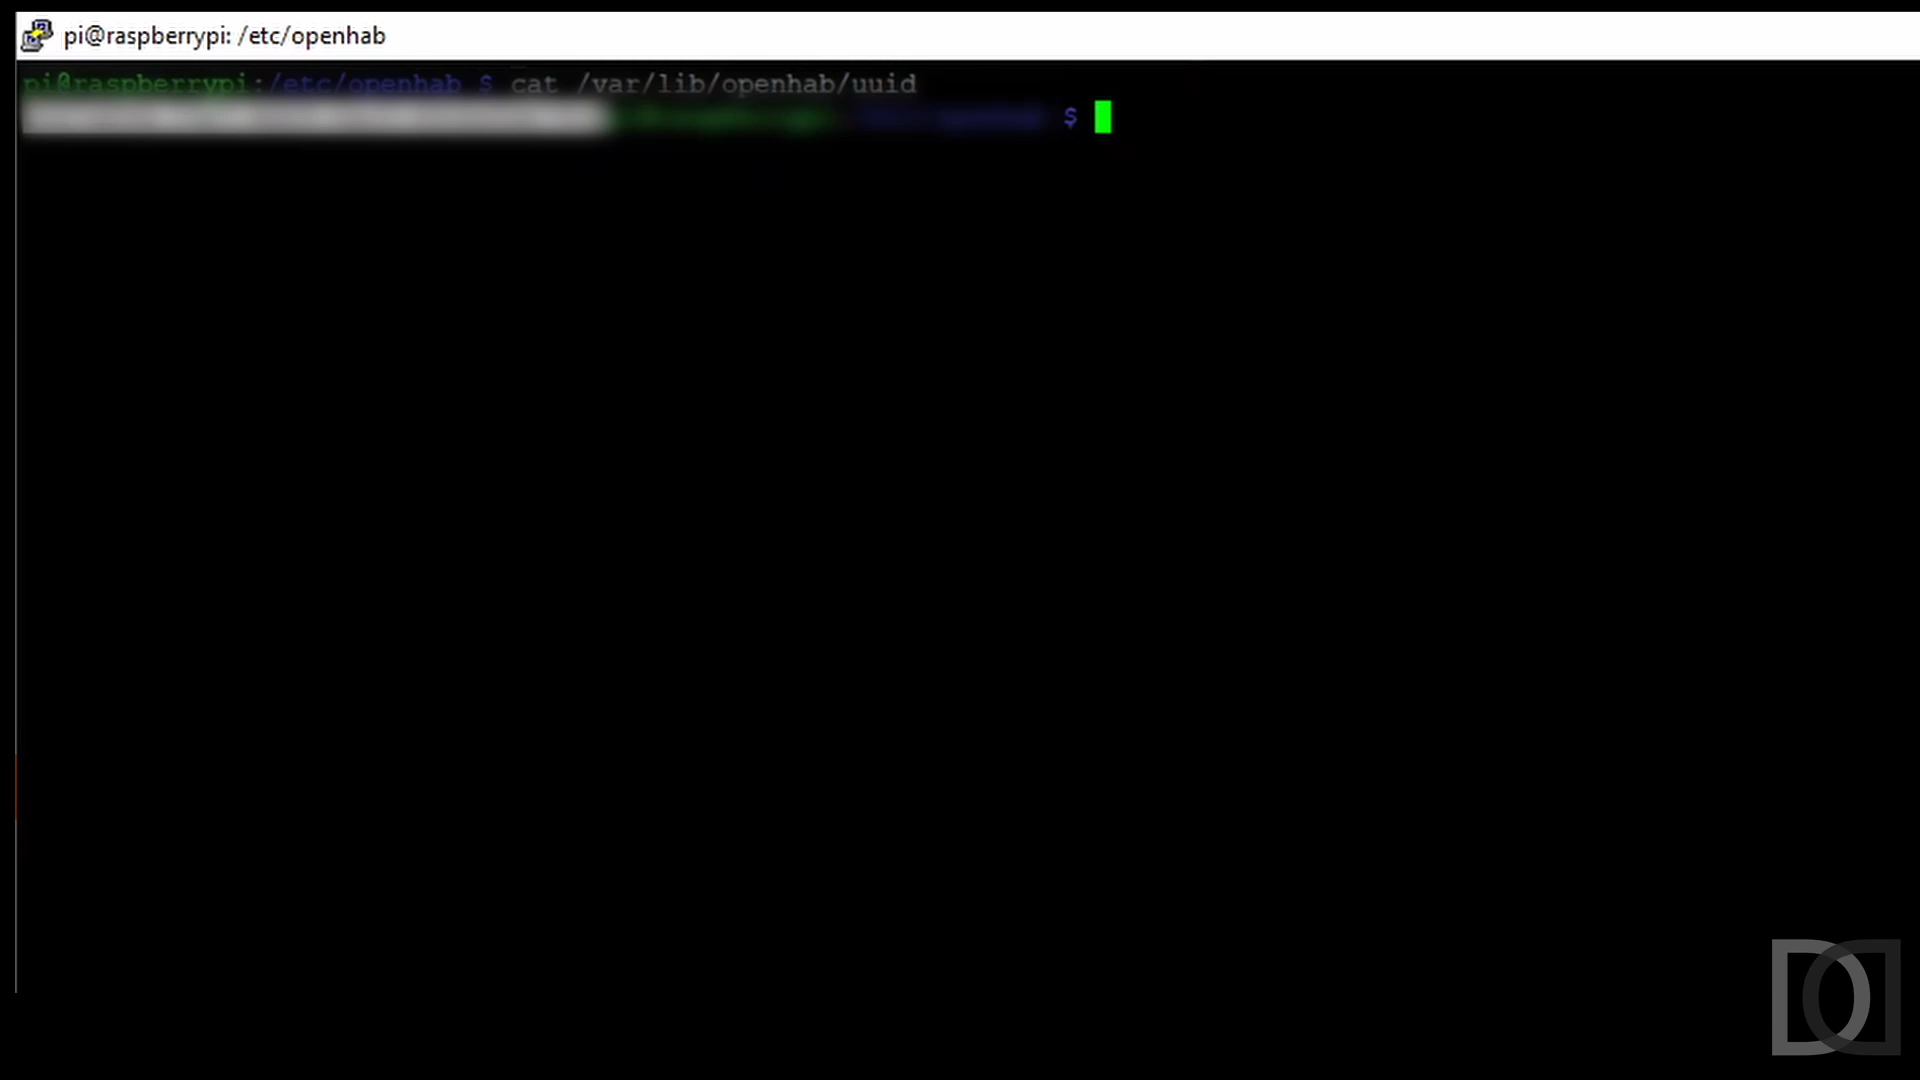 pi@raspberrypi: /etc/openhab
pi@raspberrypi:/etc/openhab $ cat /var/lib/openhab/uuid
$